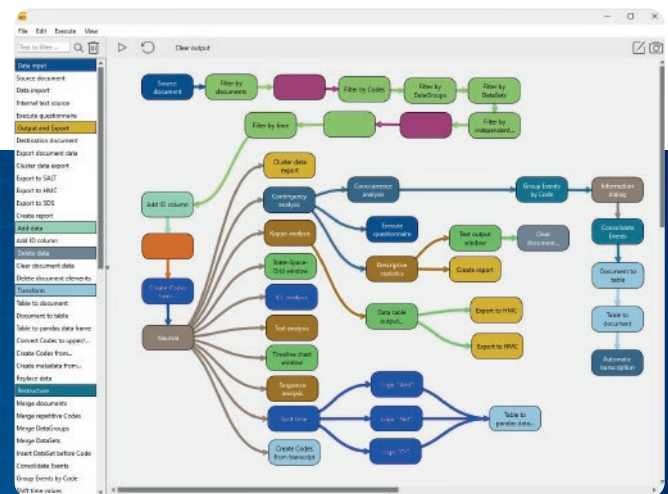 File Edit Execute View
Text to filter ...
Clear output
Data input
Source document
Data import
Internal text source
Execute questionnaire
Output and Export
Destination document
Export document data
Cluster data export
Export to SALT
Export to HMC
Export to SDS
Create report
Add data
Add ID column
Delete data
Clear document data
Delete document elements
Transform
Table to document
Document to table
Table to pandas data frame
Convert Codes to upper/...
Create Codes from...
Create metadata from...
Replace data
Restructure
Merge documents
Merge repetitive Codes
Merge DataGroups
Merge DataSets
Insert DataSet before Code
Consolidate Events
Group Events by Code
Shift time values
Source
document
Filter by
documents
Filter by Codes
Filter by
DataGroups
Filter by
DataSets
Filter by time
Filter by
independent...
Cluster data
export
Add ID column
Contingency
analysis
Cooccurrence
analysis
Group Events
by Code
Information
dialog
Kappa analysis
Execute
questionnaire
Text output
window
Clear
document...
Consolidate
Events
State-Space-
Grid window
Descriptive
statistics
Create report
Create Codes
from...
Document to
table
Data table
output...
Export to HMC
Neutral
Text analysis
Table to
document
Export to HMC
Timeline chart
window
Automatic
transcription
Sequence
analysis
Logic "And"
Logic "Not"
Table to
pandas data...
Create Codes
from transcript
Logic "Or"